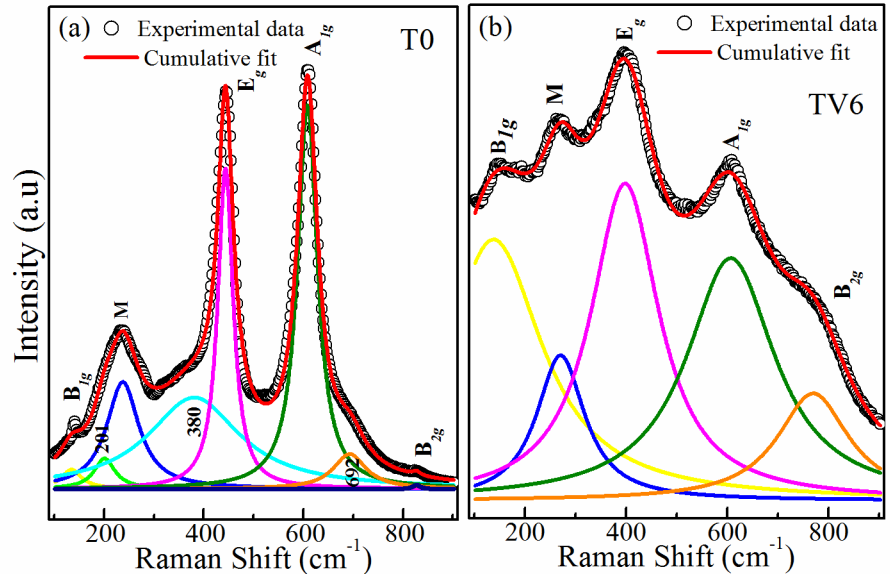 (a)
Experimental data
Cumulative fit
T0
B1g
M
Eg
A1g
B2g
201
380
692
Intensity (a.u)
200
400
600
800
Raman Shift (cm-1)
(b)
Experimental data
Cumulative fit
TV6
B1g
M
Eg
A1g
B2g
200
400
600
800
Raman Shift (cm-1)